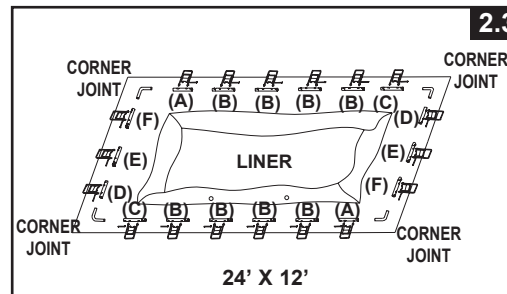 2.3
CORNER
JOINT
CORNER
JOINT
(A) (B) (B) (B) (B) (C)
(F) (D)
(E) LINER (E)
(D) (F)
(C) (B) (B) (B) (B) (A)
CORNER
JOINT
CORNER
JOINT
24' X 12'